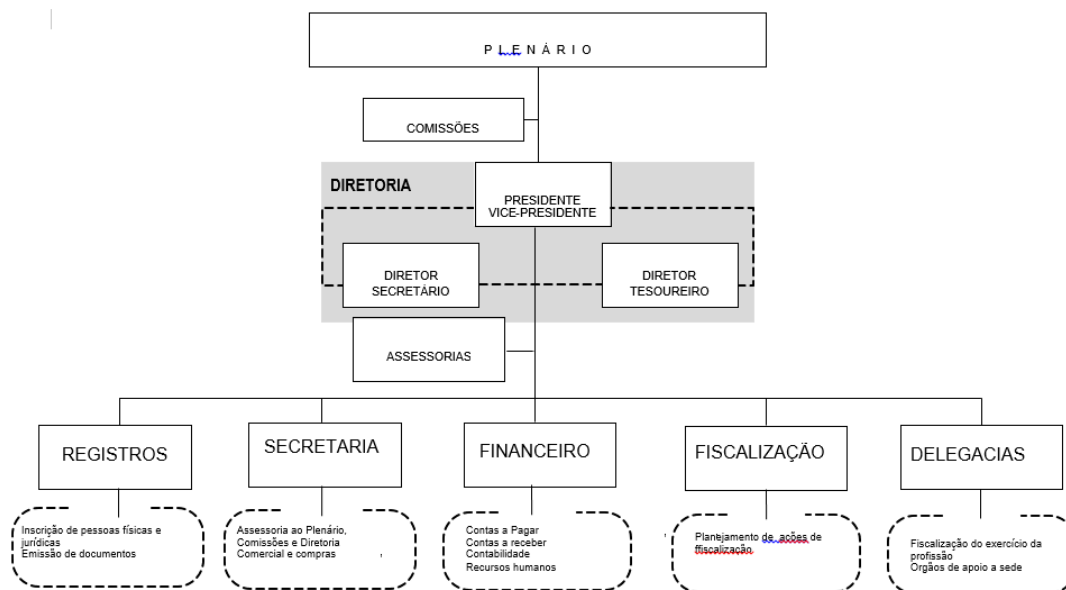 PLENÁRIO
COMISSÕES
DIRETORIA
PRESIDENTE
VICE-PRESIDENTE
DIRETOR
SECRETÁRIO
DIRETOR
TESOUREIRO
ASSESSORIAS
REGISTROS
SECRETARIA
FINANCEIRO
FISCALIZAÇÃO
DELEGACIAS
Inscrição de pessoas físicas e
jurídicas
Emissão de documentos
Assessoria ao Plenário,
Comissões e Diretoria
Comercial e compras ,
Contas a Pagar
Contas a receber
Contabilidade
Recursos humanos
, Planejamento de ações de
ffiscalização.
Fiscalização do exercício da
profissão
Orgãos de apoio a sede